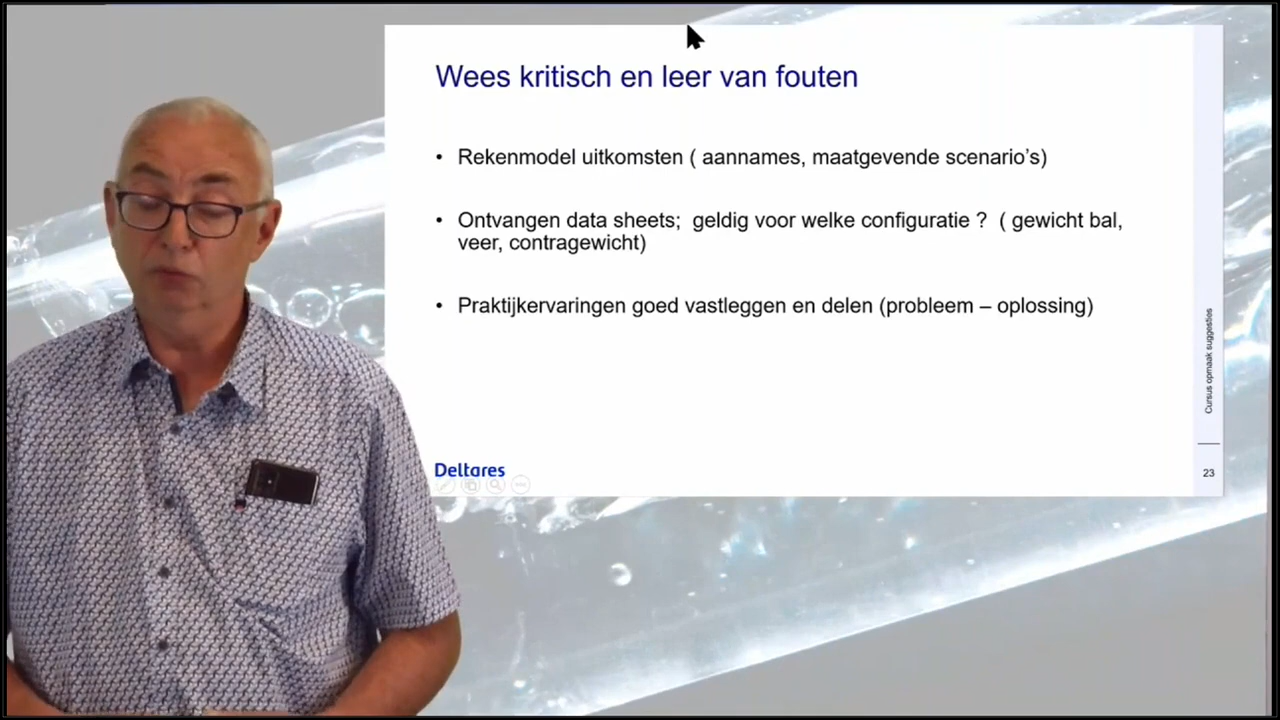 Wees kritisch en leer van fouten
• Rekenmodel uitkomsten ( aannames, maatgevende scenario's)
• Ontvangen data sheets; geldig voor welke configuratie ? ( gewicht bal,
veer, contragewicht)
• Praktijkervaringen goed vastleggen en delen (probleem – oplossing)
Cursus opmaak suggesties
Deltares
23